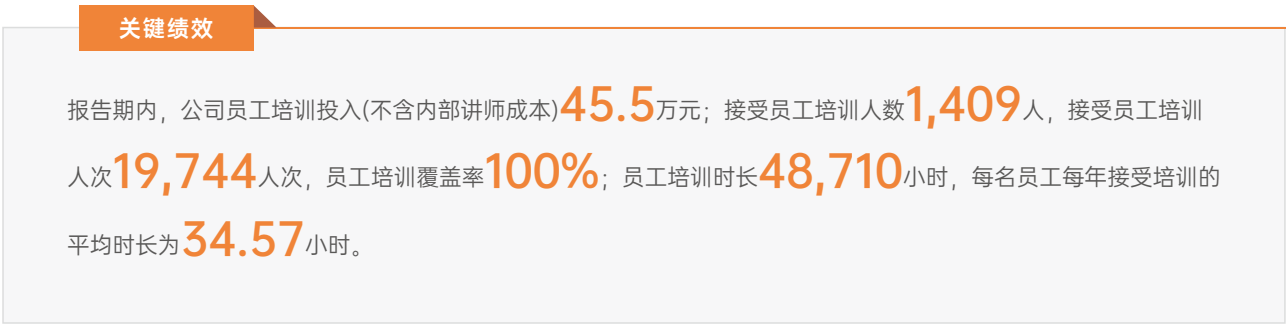 关键绩效
报告期内，公司员工培训投入(不含内部讲师成本)45.5万元；接受员工培训人数1,409人，接受员工培训
人次19,744人次，员工培训覆盖率100%；员工培训时长48,710小时，每名员工每年接受培训的
平均时长为34.57小时。